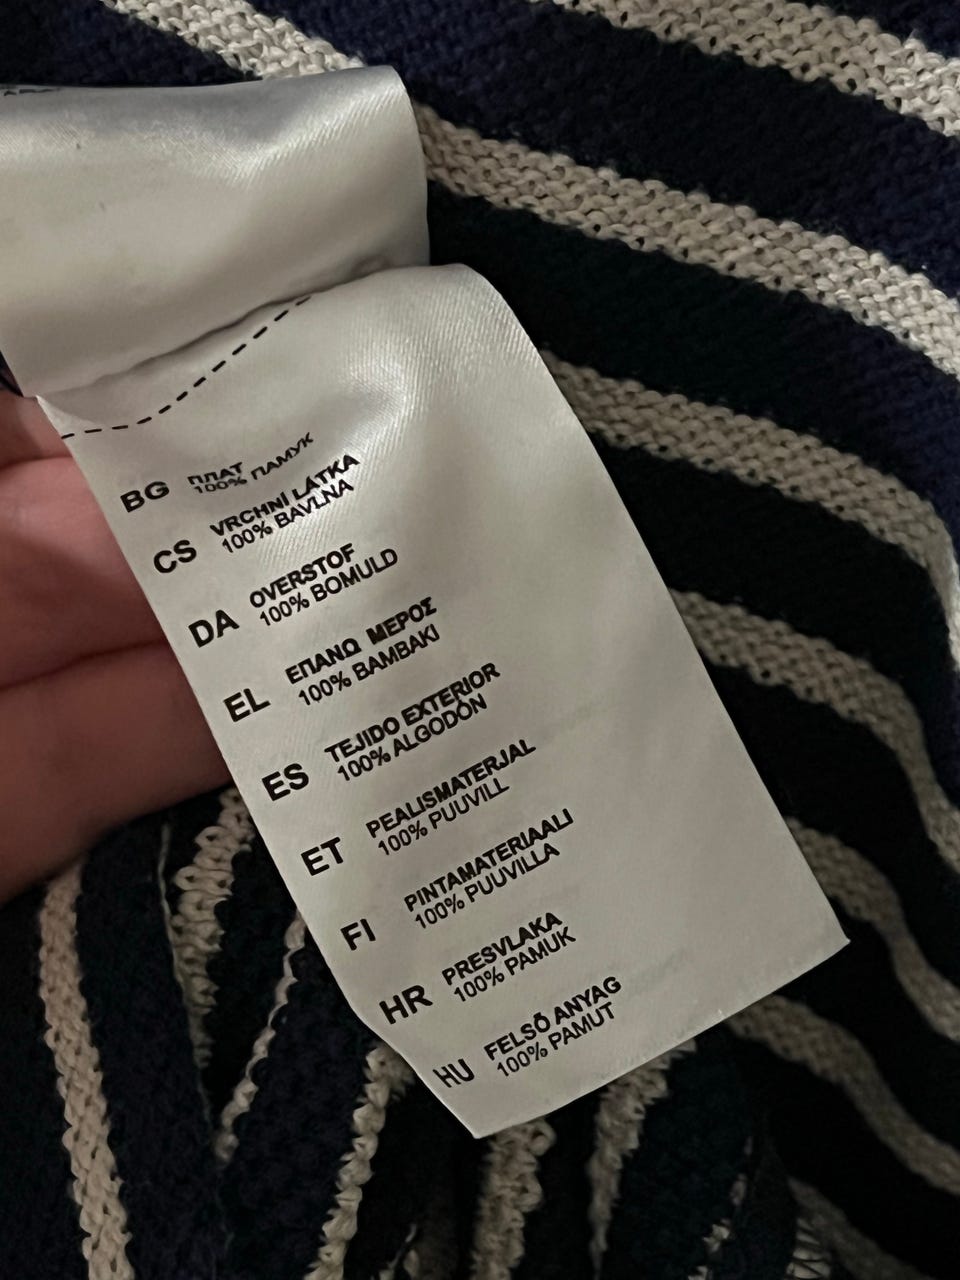 BG ПЛАТ
100% ПАМУК
CS VRCHNÍ LÁTKA
100% BAVLNA
DA OVERSTOF
100% BOMULD
EL ΕΠΑΝΩ ΜΕΡΟΣ
100% ΒΑΜΒΑΚΙ
ES TEJIDO EXTERIOR
100% ALGODÓN
ET PEALISMATERJAL
100% PUUVILL
FI PINTAMATERIAALI
100% PUUVILLA
HR PRESVLAKA
100% PAMUK
HU FELSŐ ANYAG
100% PAMUT